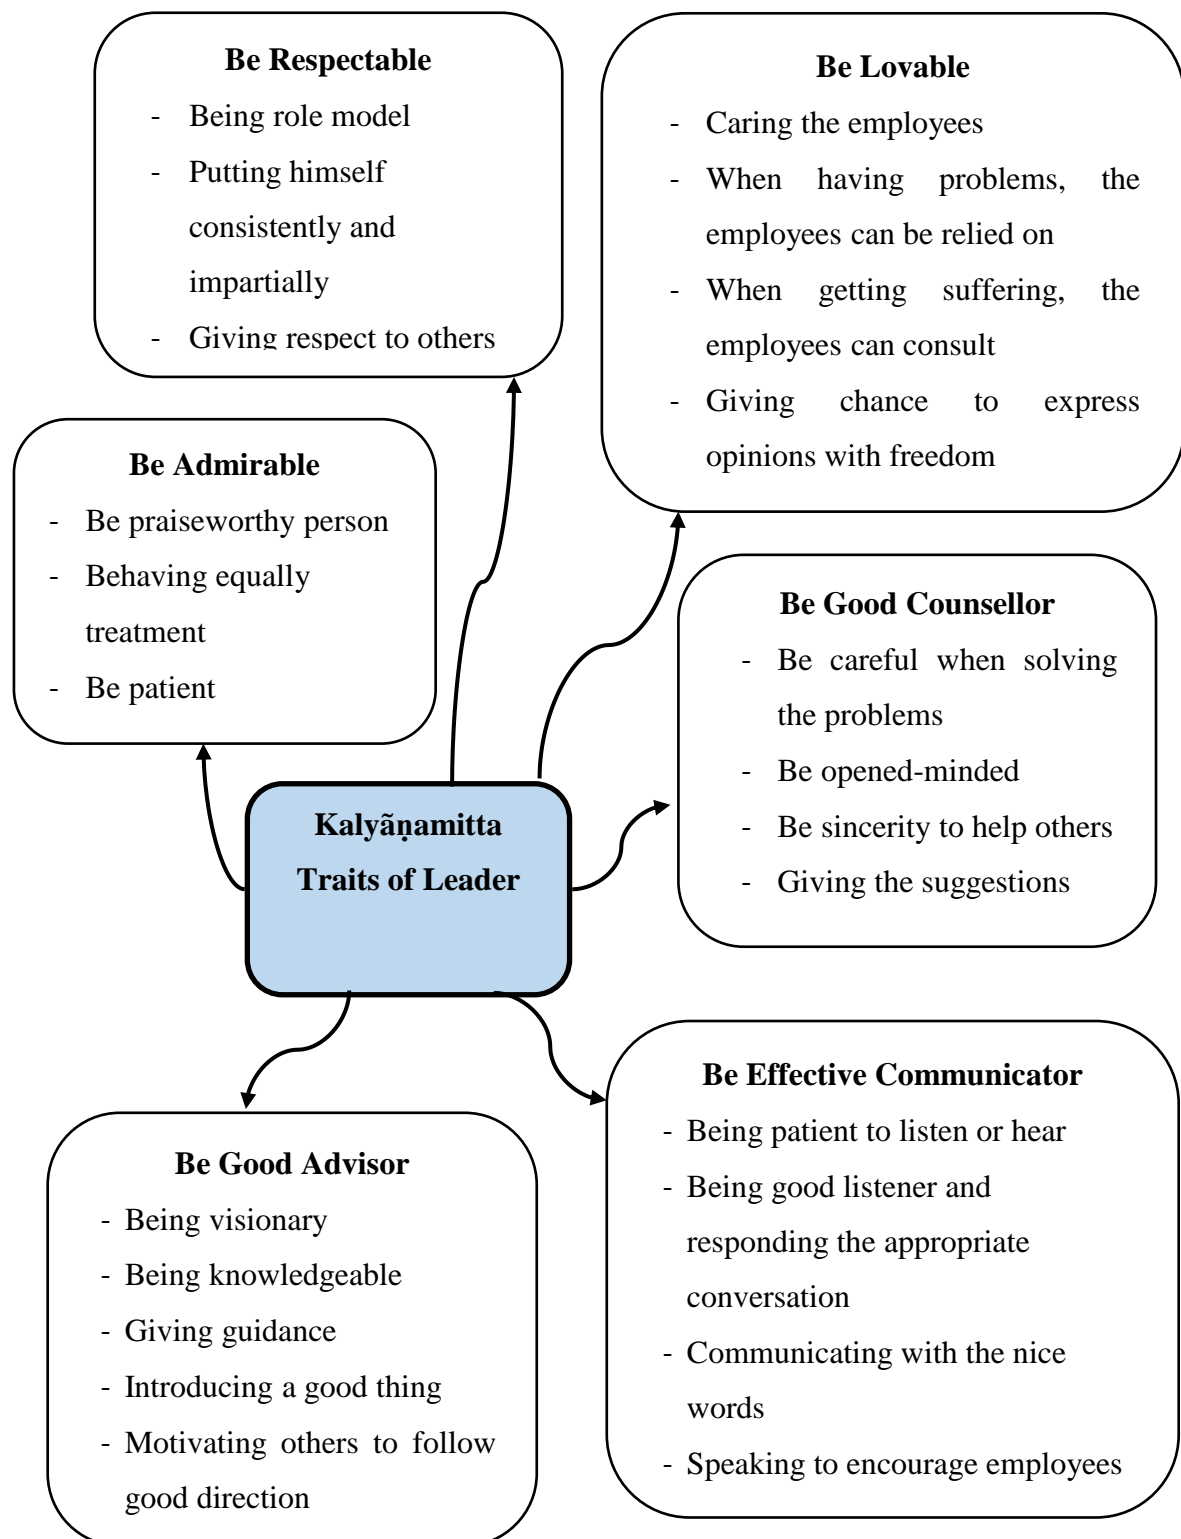 Be Respectable
- Being role model
- Putting himself
consistently and
impartially
- Giving respect to others
Be Lovable
- Caring the employees
- When having problems, the
employees can be relied on
- When getting suffering, the
employees can consult
- Giving chance to express
opinions with freedom
Be Admirable
- Be praiseworthy person
- Behaving equally
treatment
- Be patient
Be Good Counsellor
- Be careful when solving
the problems
- Be opened-minded
- Be sincerity to help others
- Giving the suggestions
Kalyãṇamitta
Traits of Leader
Be Good Advisor
- Being visionary
- Being knowledgeable
- Giving guidance
- Introducing a good thing
- Motivating others to follow
good direction
Be Effective Communicator
- Being patient to listen or hear
- Being good listener and
responding the appropriate
conversation
- Communicating with the nice
words
- Speaking to encourage employees